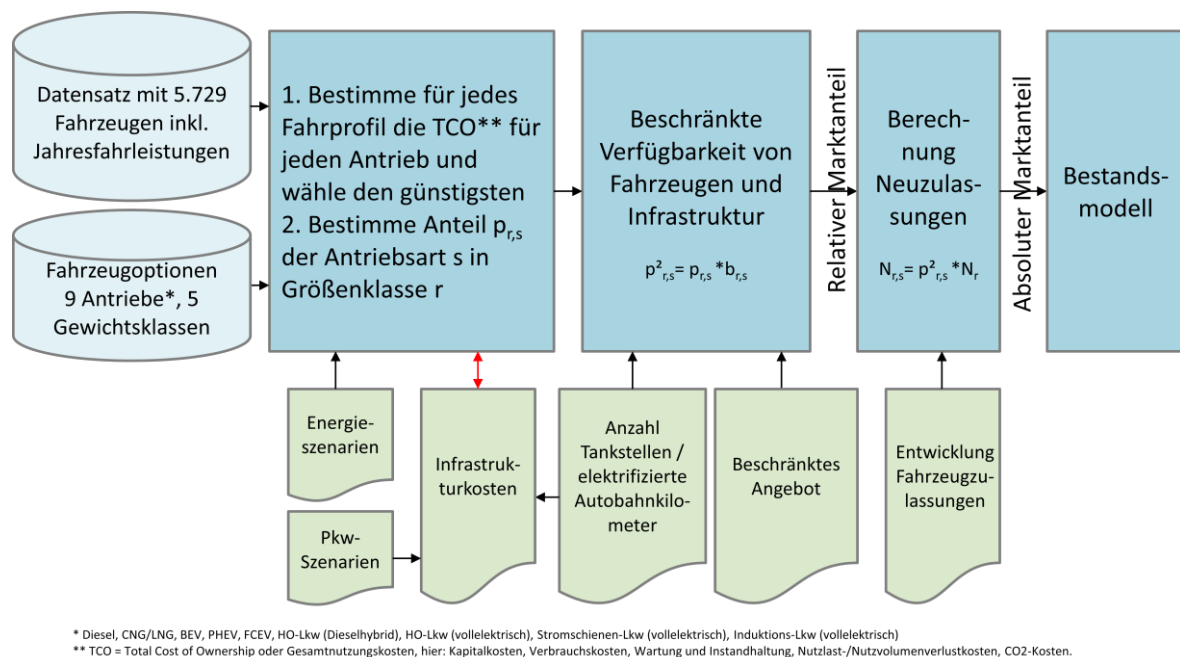 Datensatz mit 5.729
Fahrzeugen inkl.
Jahresfahrleistungen
Fahrzeugoptionen
9 Antriebe*, 5
Gewichtsklassen
1. Bestimme für jedes
Fahrprofil die TCO** für
jeden Antrieb und
wähle den günstigsten
2. Bestimme Anteil pr,s
der Antriebsart s in
Größenklasse r
Beschränkte
Verfügbarkeit von
Fahrzeugen und
Infrastruktur
p²r,s= pr,s *br,s
Relativer Marktanteil
Berech-
nung
Neuzulas-
sungen
Nr,s= p²r,s *Nr
Absoluter Marktanteil
Bestands-
modell
Energie-
szenarien
Pkw-
Szenarien
Infrastruk-
turkosten
Anzahl
Tankstellen /
elektrifizierte
Autobahnkilo-
meter
Beschränktes
Angebot
Entwicklung
Fahrzeugzu-
lassungen
* Diesel, CNG/LNG, BEV, PHEV, FCEV, HO-Lkw (Dieselhybrid), HO-Lkw (vollelektrisch), Stromschienen-Lkw (vollelektrisch), Induktions-Lkw (vollelektrisch)
** TCO = Total Cost of Ownership oder Gesamtnutzungskosten, hier: Kapitalkosten, Verbrauchskosten, Wartung und Instandhaltung, Nutzlast-/Nutzvolumenverlustkosten, CO2-Kosten.